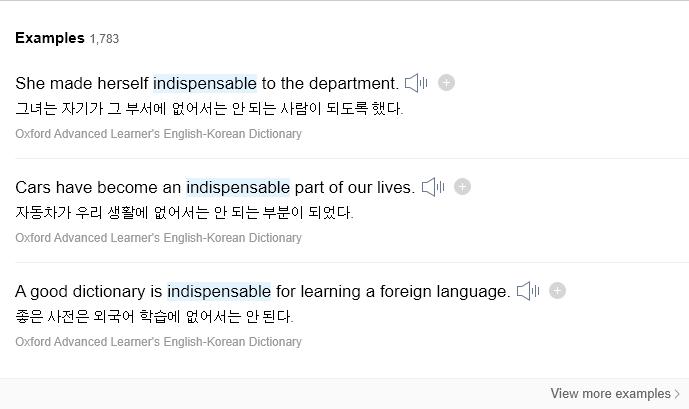 Examples 1,783
She made herself indispensable to the department.
그녀는 자기가 그 부서에 없어서는 안 되는 사람이 되도록 했다.
Oxford Advanced Learner's English-Korean Dictionary
Cars have become an indispensable part of our lives.
자동차가 우리 생활에 없어서는 안 되는 부분이 되었다.
Oxford Advanced Learner's English-Korean Dictionary
A good dictionary is indispensable for learning a foreign language.
좋은 사전은 외국어 학습에 없어서는 안 된다.
Oxford Advanced Learner's English-Korean Dictionary
View more examples